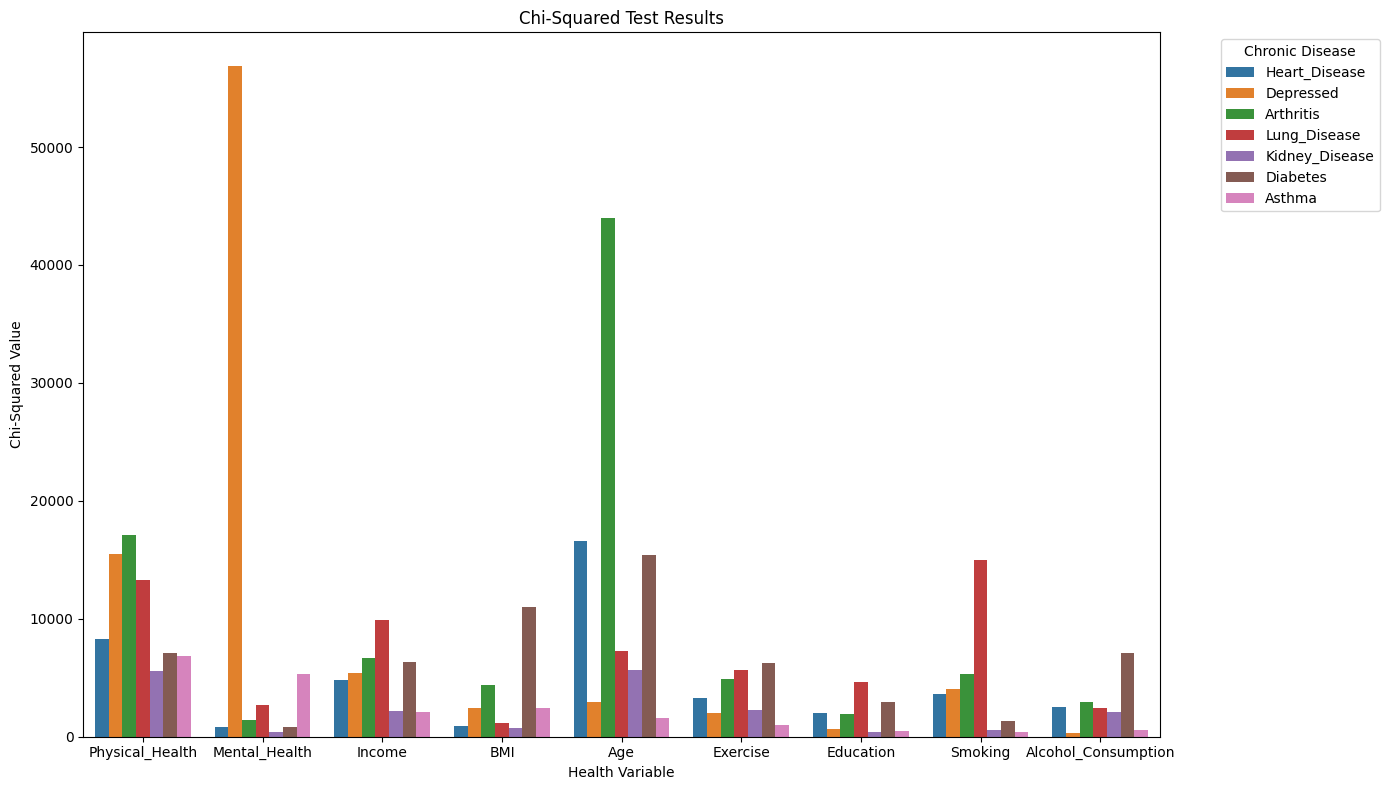 Chi-Squared Test Results
Chronic Disease
Heart_Disease
Depressed
Arthritis
Lung_Disease
Kidney_Disease
Diabetes
Asthma
Chi-Squared Value
50000
40000
30000
20000
10000
0
Physical_Health Mental_Health Income BMI Age Exercise Education Smoking Alcohol_Consumption
Health Variable